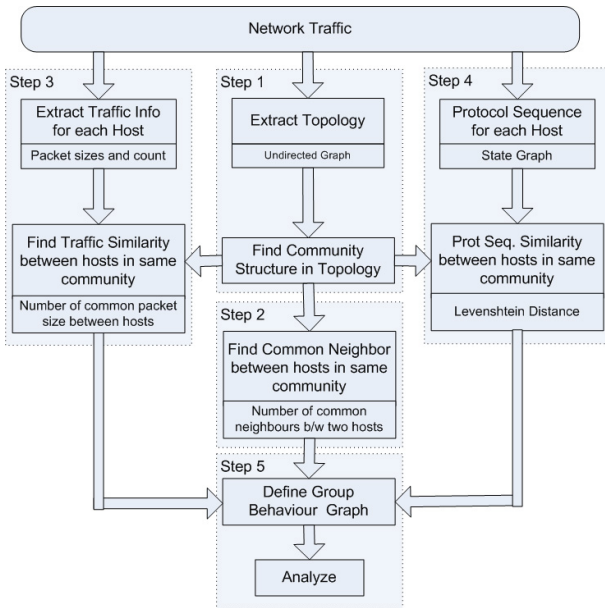 Network Traffic
Step 3
Extract Traffic Info
for each Host
Packet sizes and count
Find Traffic Similarity
between hosts in same
community
Number of common packet
size between hosts
Step 1
Extract Topology
Undirected Graph
Find Community
Structure in Topology
Step 4
Protocol Sequence
for each Host
State Graph
Prot Seq. Similarity
between hosts in same
community
Levenshtein Distance
Step 2
Find Common Neighbor
between hosts in same
community
Number of common
neighbours b/w two hosts
Step 5
Define Group
Behaviour Graph
Analyze